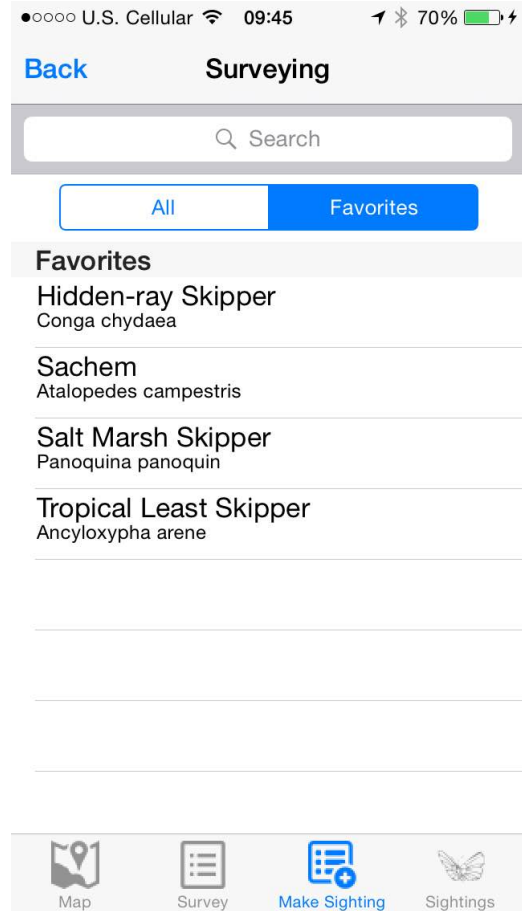 U.S. Cellular 09:45 70%
Back Surveying
Search
All Favorites
Favorites
Hidden-ray Skipper
Conga chydaea
Sachem
Atalopedes campestris
Salt Marsh Skipper
Panoquina panoquin
Tropical Least Skipper
Ancyloxypha arene
Map Survey Make Sighting Sightings